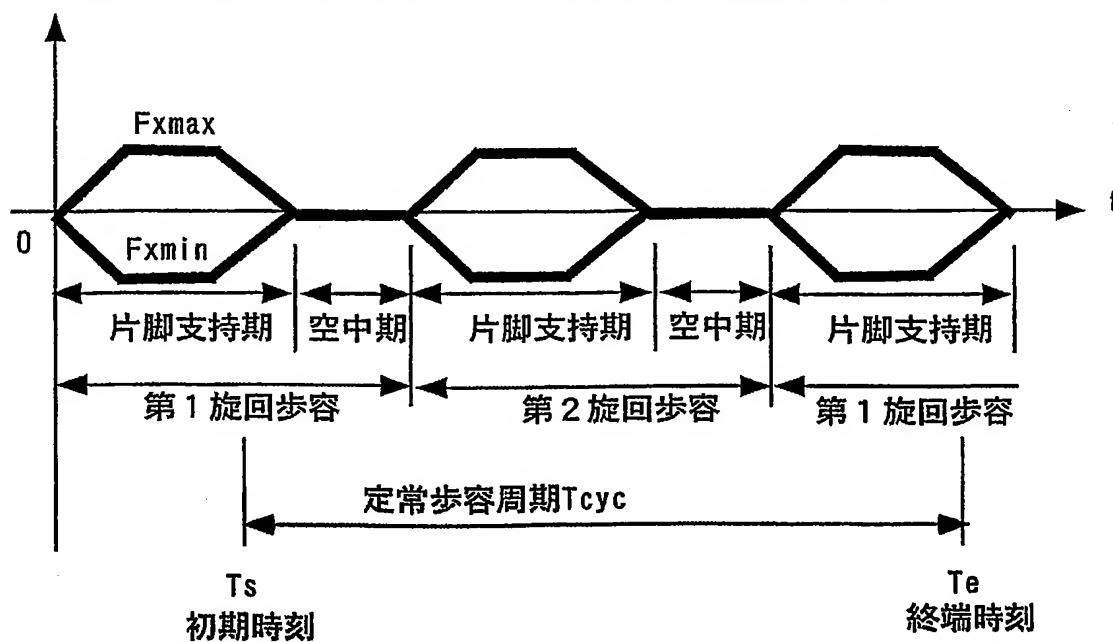 Fxmax
t
0
Fxmin
片脚支持期 空中期 片脚支持期 空中期 片脚支持期
第1旋回歩容 第2旋回歩容 第1旋回歩容
定常歩容周期Tcyc
Ts Te
初期時刻 終端時刻